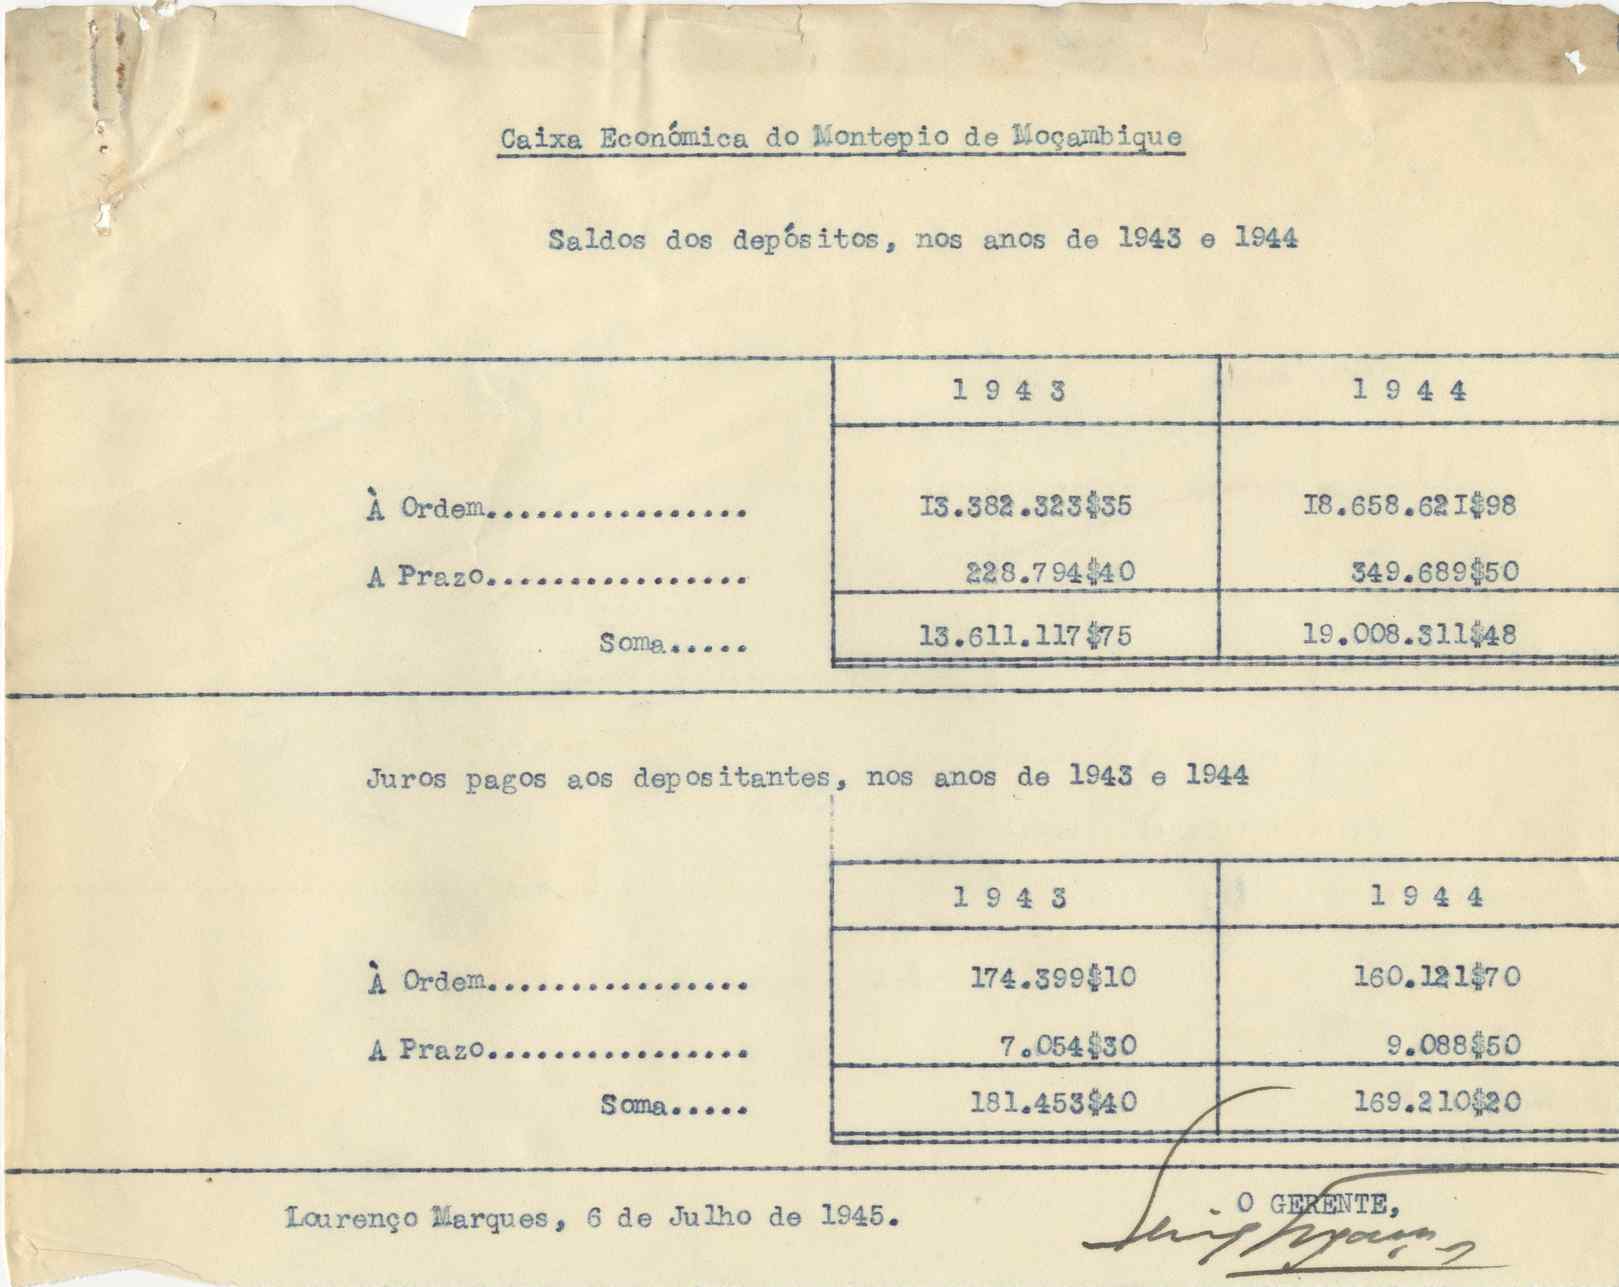 Caixa Económica do Montepio de Moçambique
Saldos dos depósitos, nos anos de 1943 e 1944
1 9 4 3 1 9 4 4
À Ordem................ 13.382.323$35 18.658.621$98
A Prazo................ 228.794$40 349.689$50
Soma..... 13.611.117$75 19.008.311$48
Juros pagos aos depositantes, nos anos de 1943 e 1944
1 9 4 3 1 9 4 4
À Ordem................ 174.399$10 160.121$70
A Prazo................ 7.054$30 9.088$50
Soma..... 181.453$40 169.210$20
Lourenço Marques, 6 de Julho de 1945. O GERENTE,